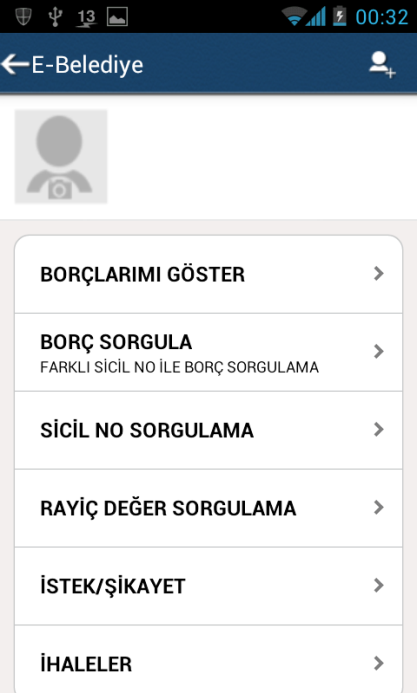 13 00:32
E-Belediye
BORÇLARIMI GÖSTER
BORÇ SORGULA
FARKLI SİCİL NO İLE BORÇ SORGULAMA
SİCİL NO SORGULAMA
RAYİÇ DEĞER SORGULAMA
İSTEK/ŞİKAYET
İHALELER